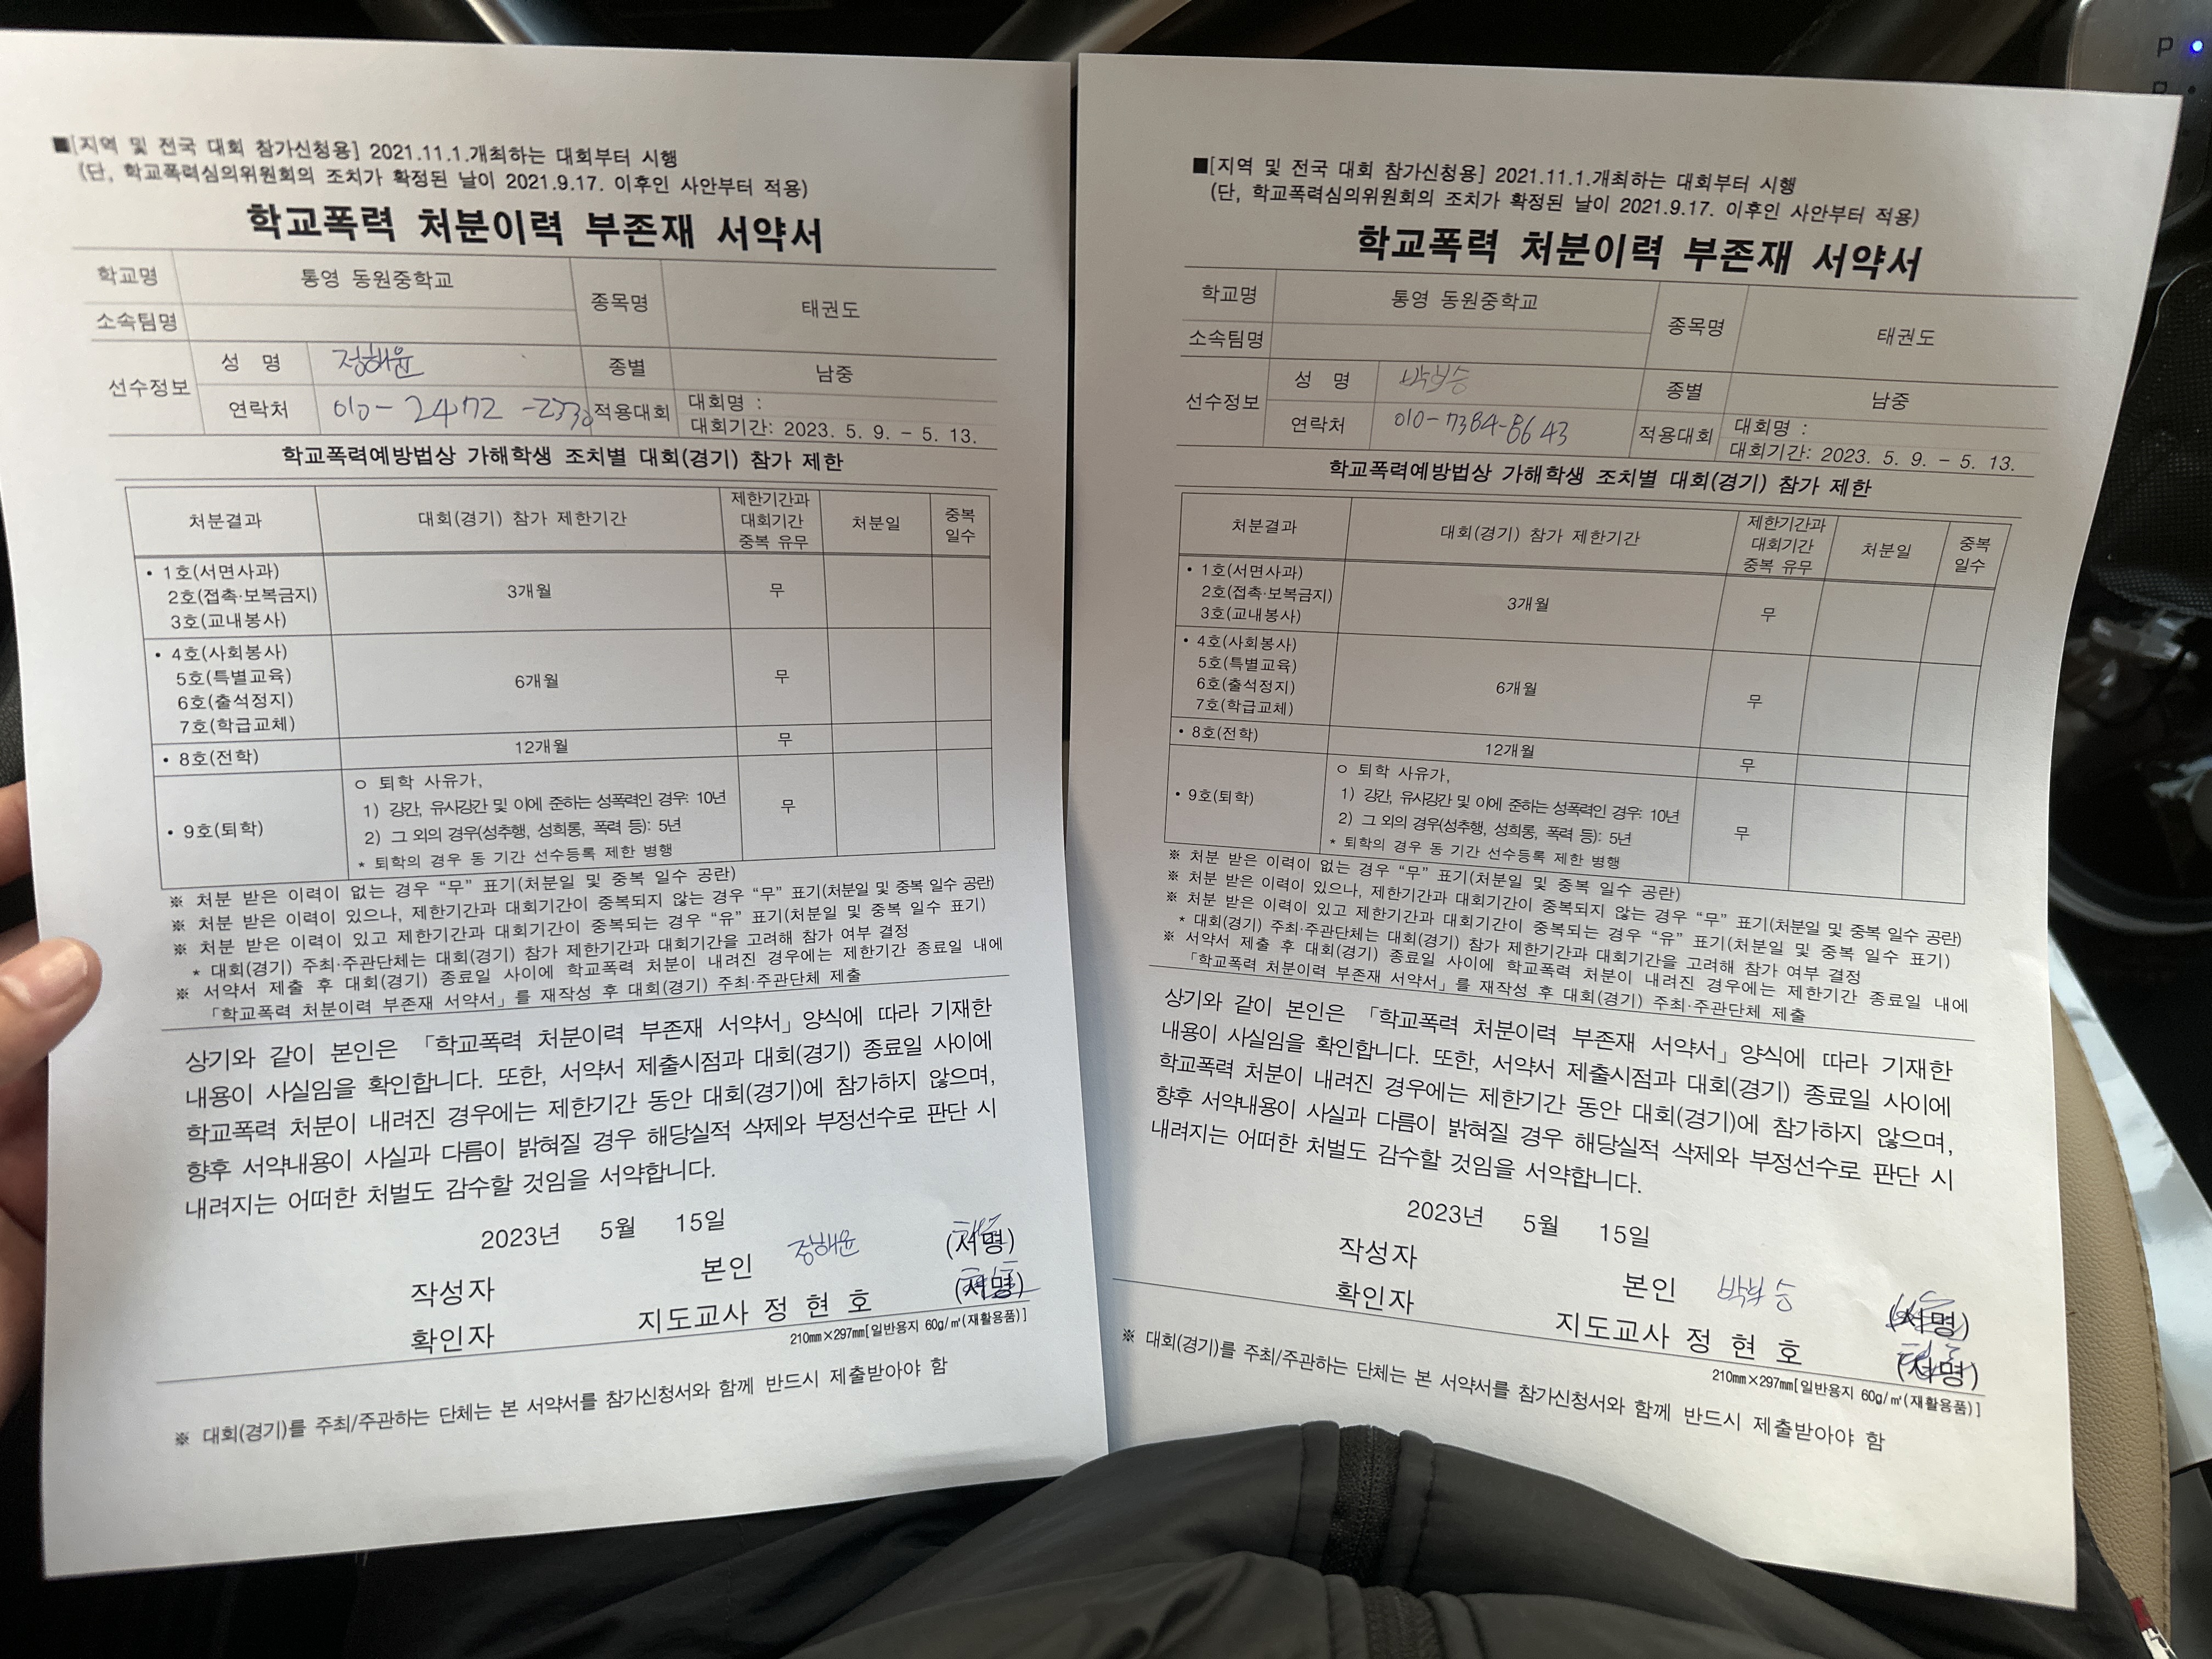 ■[지역 및 전국 대회 참가신청용] 2021.11.1.개최하는 대회부터 시행
(단, 학교폭력심의위원회의 조치가 확정된 날이 2021.9.17. 이후인 사안부터 적용)
학교폭력 처분이력 부존재 서약서
학교명 통영 동원중학교 종목명 태권도
소속팀명
선수정보 성 명 정해윤 종별 남중
연락처 010-2472 적용대회 대회명 :
대회기간: 2023. 5. 9. - 5. 13.
학교폭력예방법상 가해학생 조치별 대회(경기) 참가 제한
처분결과 대회(경기) 참가 제한기간 제한기간과 대회기간 중복 유무 처분일 중복 일수
• 1호(서면사과)
2호(접촉·보복금지) 3개월 무
3호(교내봉사)
• 4호(사회봉사)
5호(특별교육) 6개월 무
6호(출석정지)
7호(학급교체)
• 8호(전학) 12개월 무
• 9호(퇴학) ㅇ 퇴학 사유가, 무
1) 강간, 유사강간 및 이에 준하는 성폭력인 경우: 10년
2) 그 외의 경우(성추행, 성희롱, 폭력 등): 5년
* 퇴학의 경우 동 기간 선수등록 제한 병행
※ 처분 받은 이력이 없는 경우 “무” 표기(처분일 및 중복 일수 공란)
※ 처분 받은 이력이 있으나, 제한기간과 대회기간이 중복되지 않는 경우 “무” 표기(처분일 및 중복 일수 공란)
※ 처분 받은 이력이 있고 제한기간과 대회기간이 중복되는 경우 “유” 표기(처분일 및 중복 일수 표기)
* 대회(경기) 주최·주관단체는 대회(경기) 참가 제한기간과 대회기간을 고려해 참가 여부 결정
※ 서약서 제출 후 대회(경기) 종료일 사이에 학교폭력 처분이 내려진 경우에는 제한기간 종료일 내에
「학교폭력 처분이력 부존재 서약서」를 재작성 후 대회(경기) 주최·주관단체 제출
상기와 같이 본인은 「학교폭력 처분이력 부존재 서약서」양식에 따라 기재한
내용이 사실임을 확인합니다. 또한, 서약서 제출시점과 대회(경기) 종료일 사이에
학교폭력 처분이 내려진 경우에는 제한기간 동안 대회(경기)에 참가하지 않으며,
향후 서약내용이 사실과 다름이 밝혀질 경우 해당실적 삭제와 부정선수로 판단 시
내려지는 어떠한 처벌도 감수할 것임을 서약합니다.
2023년 5월 15일
작성자 본인 정해윤 (서명)
확인자 지도교사 정 현 호 (서명)
210㎜×297㎜[일반용지 60g/㎡(재활용품)]
※ 대회(경기)를 주최/주관하는 단체는 본 서약서를 참가신청서와 함께 반드시 제출받아야 함
■[지역 및 전국 대회 참가신청용] 2021.11.1.개최하는 대회부터 시행
(단, 학교폭력심의위원회의 조치가 확정된 날이 2021.9.17. 이후인 사안부터 적용)
학교폭력 처분이력 부존재 서약서
학교명 통영 동원중학교 종목명 태권도
소속팀명
선수정보 성 명 종별 남중
연락처 010-7384-8643 적용대회 대회명 :
대회기간: 2023. 5. 9. - 5. 13.
학교폭력예방법상 가해학생 조치별 대회(경기) 참가 제한
처분결과 대회(경기) 참가 제한기간 제한기간과 대회기간 중복 유무 처분일 중복 일수
• 1호(서면사과)
2호(접촉·보복금지) 3개월 무
3호(교내봉사)
• 4호(사회봉사)
5호(특별교육) 6개월 무
6호(출석정지)
7호(학급교체)
• 8호(전학) 12개월 무
• 9호(퇴학) ㅇ 퇴학 사유가, 무
1) 강간, 유사강간 및 이에 준하는 성폭력인 경우: 10년
2) 그 외의 경우(성추행, 성희롱, 폭력 등): 5년
* 퇴학의 경우 동 기간 선수등록 제한 병행
※ 처분 받은 이력이 없는 경우 “무” 표기(처분일 및 중복 일수 공란)
※ 처분 받은 이력이 있으나, 제한기간과 대회기간이 중복되지 않는 경우 “무” 표기(처분일 및 중복 일수 공란)
※ 처분 받은 이력이 있고 제한기간과 대회기간이 중복되는 경우 “유” 표기(처분일 및 중복 일수 표기)
* 대회(경기) 주최·주관단체는 대회(경기) 참가 제한기간과 대회기간을 고려해 참가 여부 결정
※ 서약서 제출 후 대회(경기) 종료일 사이에 학교폭력 처분이 내려진 경우에는 제한기간 종료일 내에
「학교폭력 처분이력 부존재 서약서」를 재작성 후 대회(경기) 주최·주관단체 제출
상기와 같이 본인은 「학교폭력 처분이력 부존재 서약서」양식에 따라 기재한
내용이 사실임을 확인합니다. 또한, 서약서 제출시점과 대회(경기) 종료일 사이에
학교폭력 처분이 내려진 경우에는 제한기간 동안 대회(경기)에 참가하지 않으며,
향후 서약내용이 사실과 다름이 밝혀질 경우 해당실적 삭제와 부정선수로 판단 시
내려지는 어떠한 처벌도 감수할 것임을 서약합니다.
2023년 5월 15일
작성자 본인 (서명)
확인자 지도교사 정 현 호 (서명)
210㎜×297㎜[일반용지 60g/㎡(재활용품)]
※ 대회(경기)를 주최/주관하는 단체는 본 서약서를 참가신청서와 함께 반드시 제출받아야 함
P